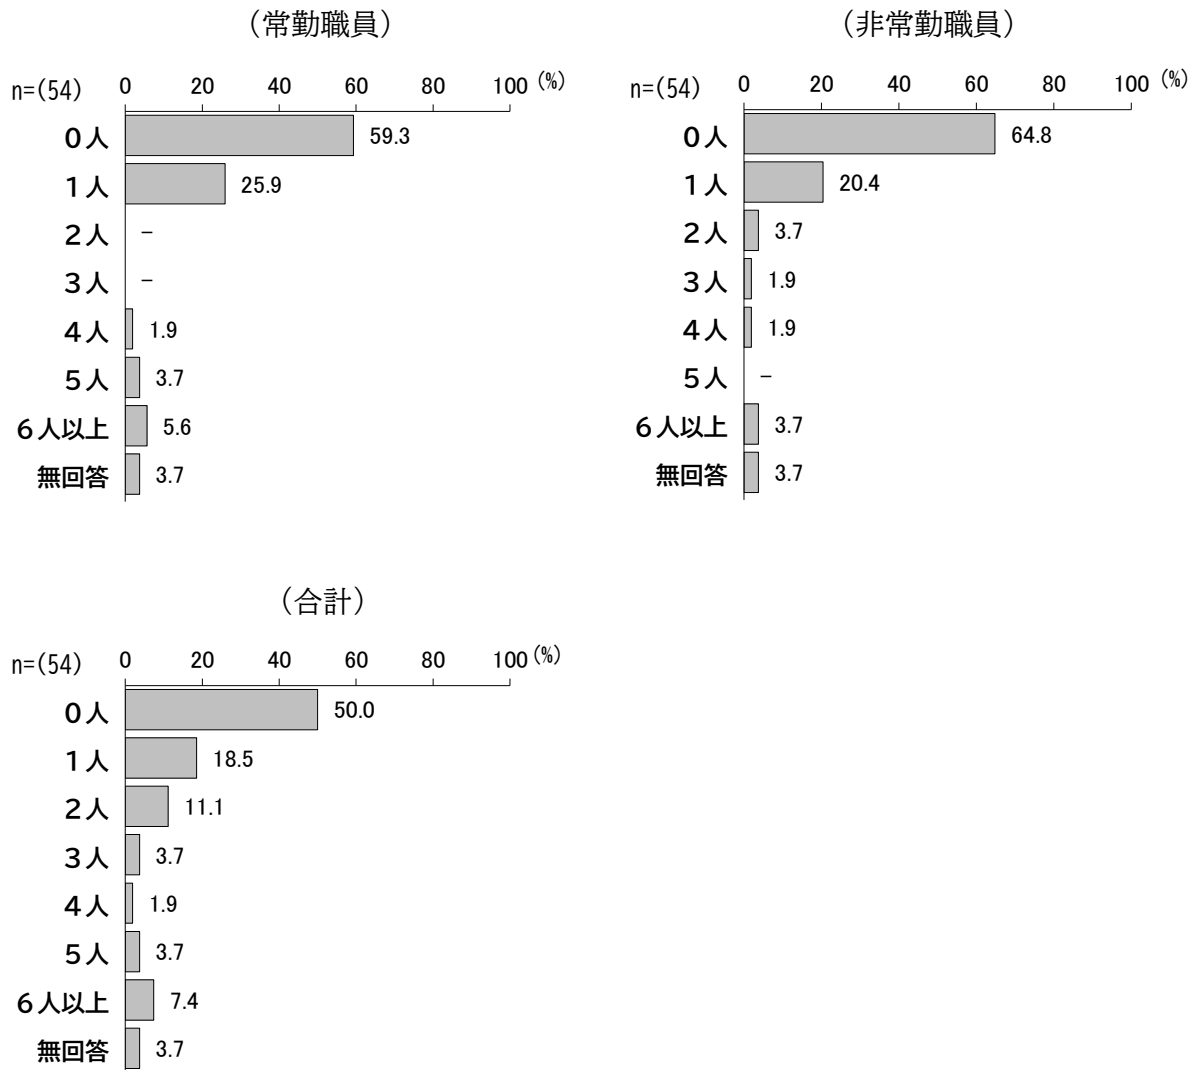 （常勤職員）
n=(54) 0 20 40 60 80 100 (%)
０人 59.3
１人 25.9
２人 −
３人 −
４人 1.9
５人 3.7
６人以上 5.6
無回答 3.7
（非常勤職員）
n=(54) 0 20 40 60 80 100 (%)
０人 64.8
１人 20.4
２人 3.7
３人 1.9
４人 1.9
５人 −
６人以上 3.7
無回答 3.7
（合計）
n=(54) 0 20 40 60 80 100 (%)
０人 50.0
１人 18.5
２人 11.1
３人 3.7
４人 1.9
５人 3.7
６人以上 7.4
無回答 3.7